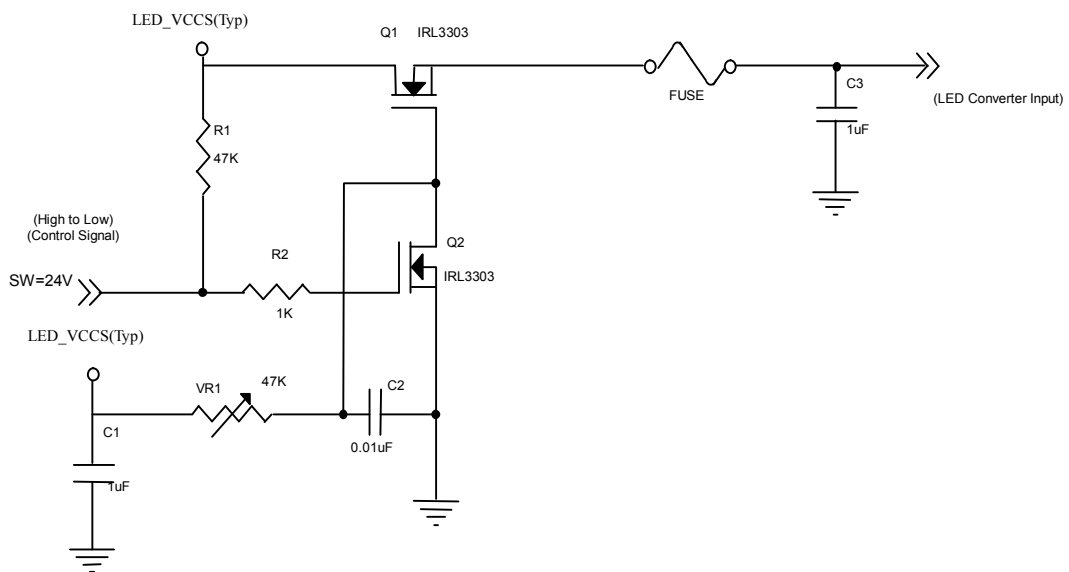 LED_VCCS(Typ)
Q1 IRL3303
FUSE
C3
1uF
(LED Converter Input)
R1
47K
(High to Low)
(Control Signal)
SW=24V
R2
1K
Q2
IRL3303
LED_VCCS(Typ)
VR1 47K
C1
1uF
C2
0.01uF